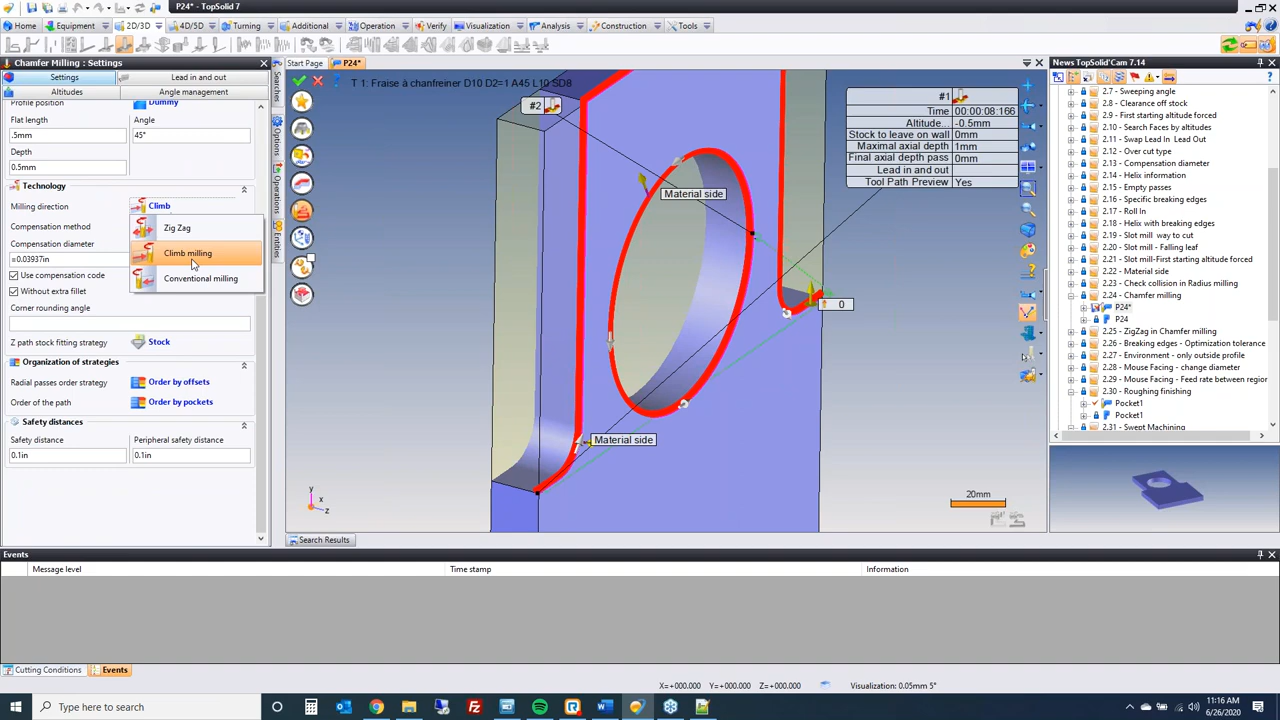 P24* - TopSolid 7
Home
Equipment
2D/3D
4D/5D
Turning
Additional
Operation
Verify
Visualization
Analysis
Construction
Tools
Chamfer Milling : Settings
Settings
Lead in and out
Altitudes
Angle management
Profile position
Dummy
Flat length
Angle
.5mm
45°
Depth
0.5mm
Technology
Milling direction
Climb
Compensation method
Zig Zag
Climb milling
Conventional milling
Compensation diameter
=0.03937in
Use compensation code
Without extra fillet
Corner rounding angle
Z path stock fitting strategy
Stock
Organization of strategies
Radial passes order strategy
Order by offsets
Order of the path
Order by pockets
Safety distances
Safety distance
Peripheral safety distance
0.1in
0.1in
Searches
Options
Operations
Entities
Start Page
P24*
T 1: Fraise à chanfreiner D10 D2=1 A45 L10 SD8
#2
#1
Time 00:00:08:166
Altitude... -0.5mm
Stock to leave on wall 0mm
Maximal axial depth 1mm
Final axial depth pass 0mm
Lead in and out
Tool Path Preview Yes
Material side
0
Material side
y
x
z
20mm
News TopSolid'Cam 7.14
2.7 - Sweeping angle
2.8 - Clearance off stock
2.9 - First starting altitude forced
2.10 - Search Faces by altitudes
2.11 - Swap Lead In Lead Out
2.12 - Over cut type
2.13 - Compensation diameter
2.14 - Helix information
2.15 - Empty passes
2.16 - Specific breaking edges
2.17 - Roll In
2.18 - Helix with breaking edges
2.19 - Slot mill way to cut
2.20 - Slot mill - Falling leaf
2.21 - Slot mill-First starting altitude forced
2.22 - Material side
2.23 - Check collision in Radius milling
2.24 - Chamfer milling
P24*
P24
2.25 - ZigZag in Chamfer milling
2.26 - Breaking edges - Optimization tolerance
2.27 - Environment - only outside profile
2.28 - Mouse Facing - change diameter
2.29 - Mouse Facing - Feed rate between region
2.30 - Roughing finishing
Pocket1
Pocket1
2.31 - Swept Machining
Search Results
Events
Message level
Time stamp
Information
Cutting Conditions
Events
X=+000.000 Y=+000.000 Z=+000.000
Visualization: 0.05mm 5°
Type here to search
11:16 AM
6/26/2020